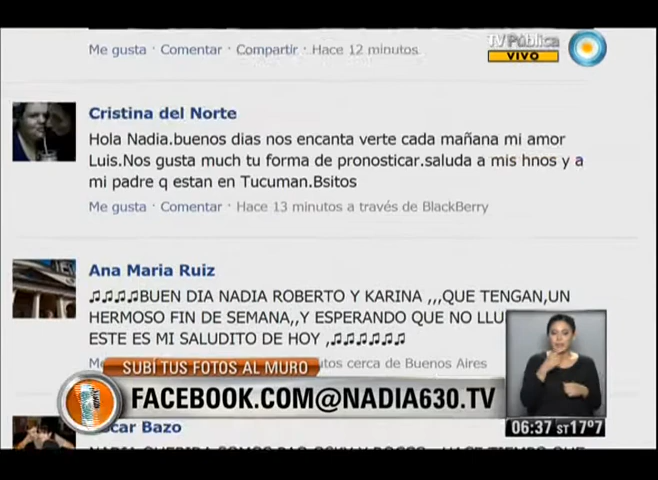 Me gusta · Comentar · Compartir · Hace 12 minutos
TV Pública
VIVO
Cristina del Norte
Hola Nadia.buenos dias nos encanta verte cada mañana mi amor
Luis.Nos gusta much tu forma de pronosticar.saluda a mis hnos y a
mi padre q estan en Tucuman.Bsitos
Me gusta · Comentar · Hace 13 minutos a través de BlackBerry
Ana Maria Ruiz
♫♫♫♫BUEN DIA NADIA ROBERTO Y KARINA ,,,QUE TENGAN,UN
HERMOSO FIN DE SEMANA,,Y ESPERANDO QUE NO
ESTE ES MI SALUDITO DE HOY ,♫♫♫♫♫♫
cerca de Buenos Aires
SUBÍ TUS FOTOS AL MURO
FACEBOOK.COM@NADIA630.TV
06:37 ST17º7
Bazo